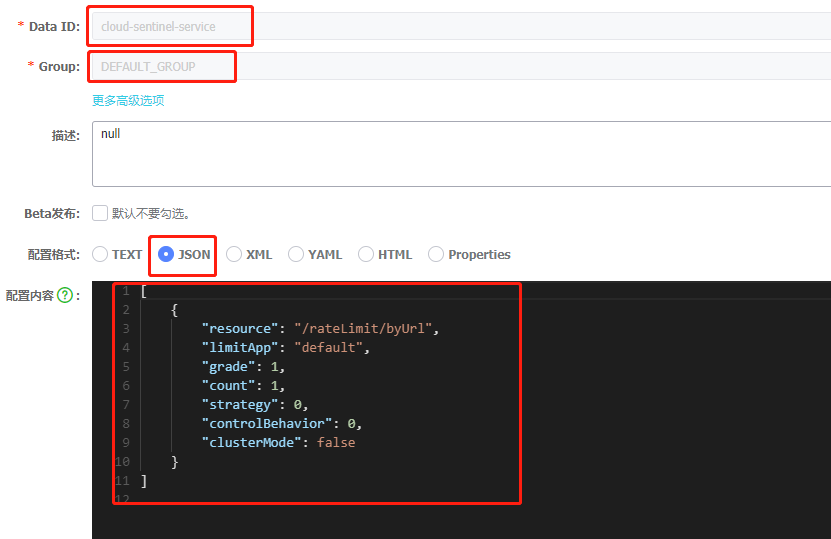 * Data ID: cloud-sentinel-service
* Group: DEFAULT_GROUP
更多高级选项
描述: null
Beta发布: 默认不要勾选。
配置格式: TEXT JSON XML YAML HTML Properties
配置内容 ? :
1 [
2 {
3 "resource": "/rateLimit/byUrl",
4 "limitApp": "default",
5 "grade": 1,
6 "count": 1,
7 "strategy": 0,
8 "controlBehavior": 0,
9 "clusterMode": false
10 }
11 ]
12